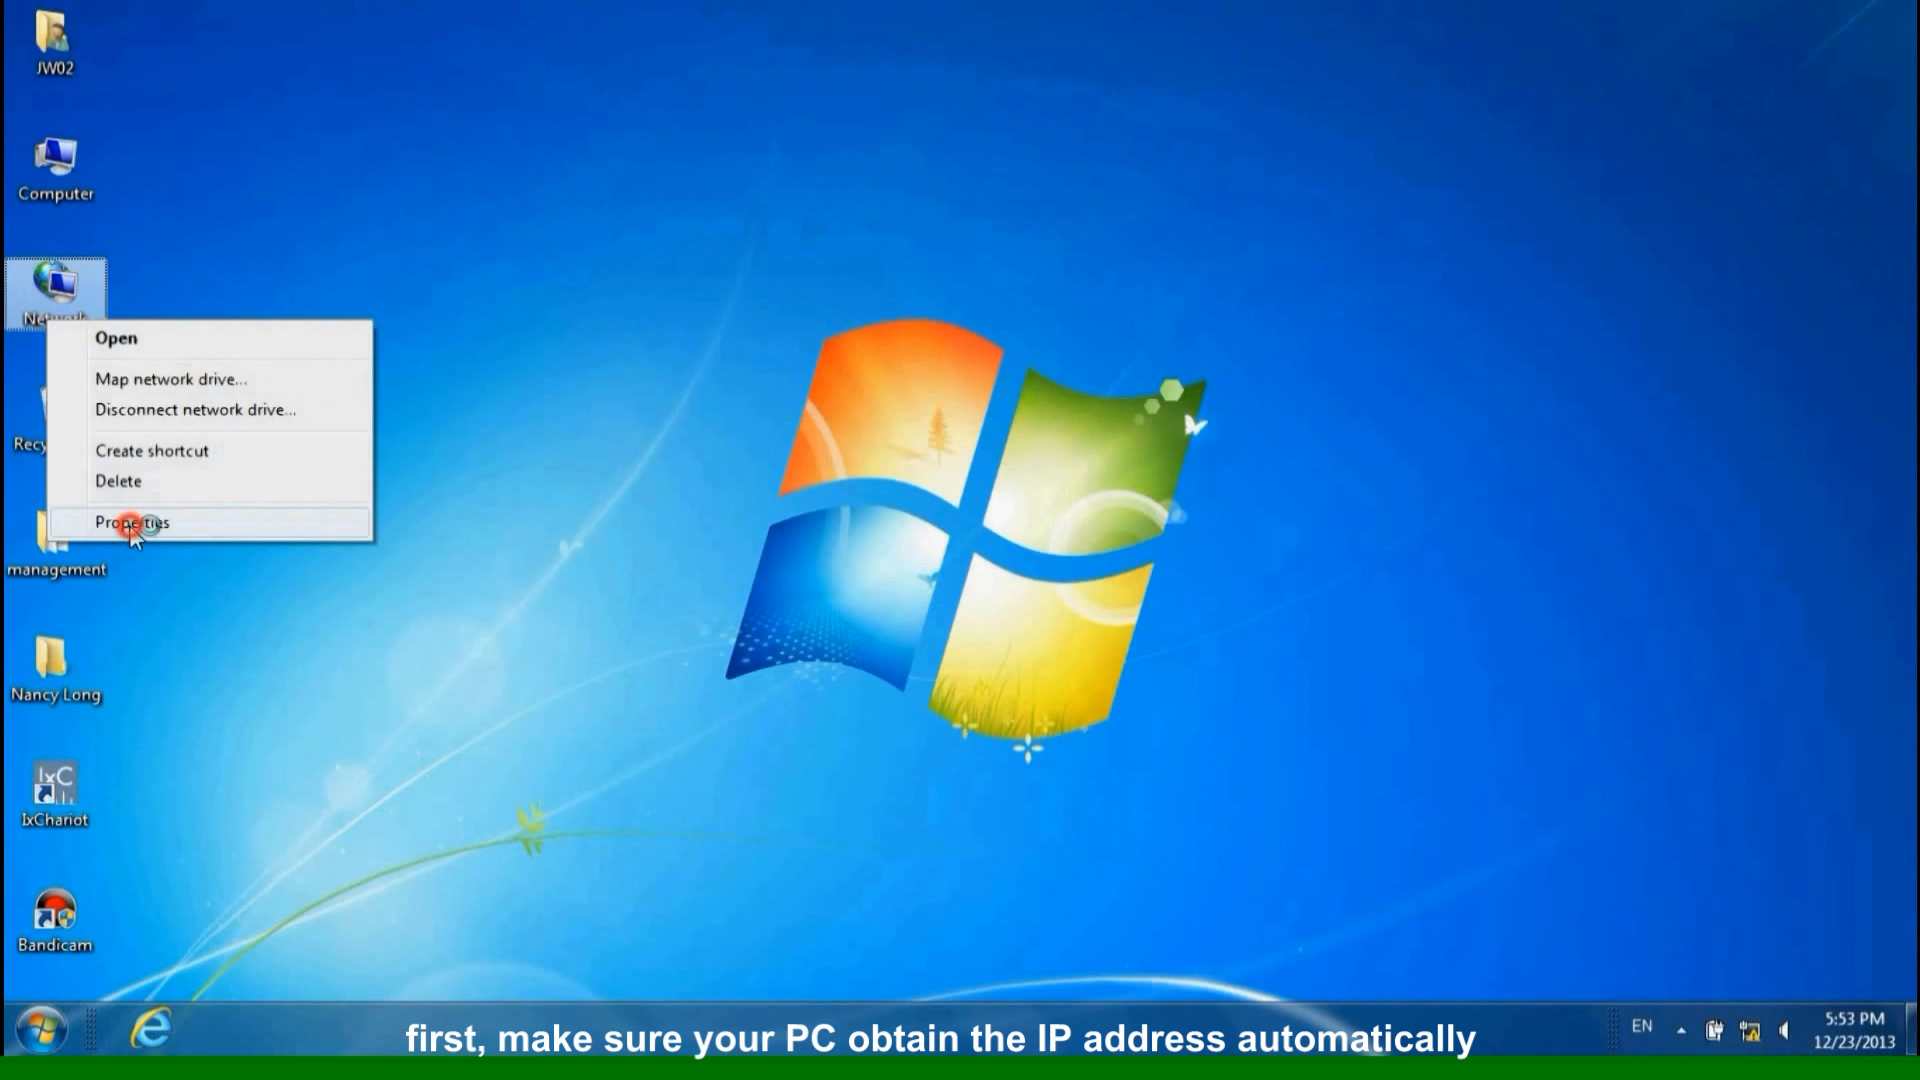 JW02
Computer
Network
Open
Map network drive...
Disconnect network drive...
Create shortcut
Delete
Properties
Recy
management
Nancy Long
IxC
IxChariot
Bandicam
first, make sure your PC obtain the IP address automatically
EN
5:53 PM
12/23/2013